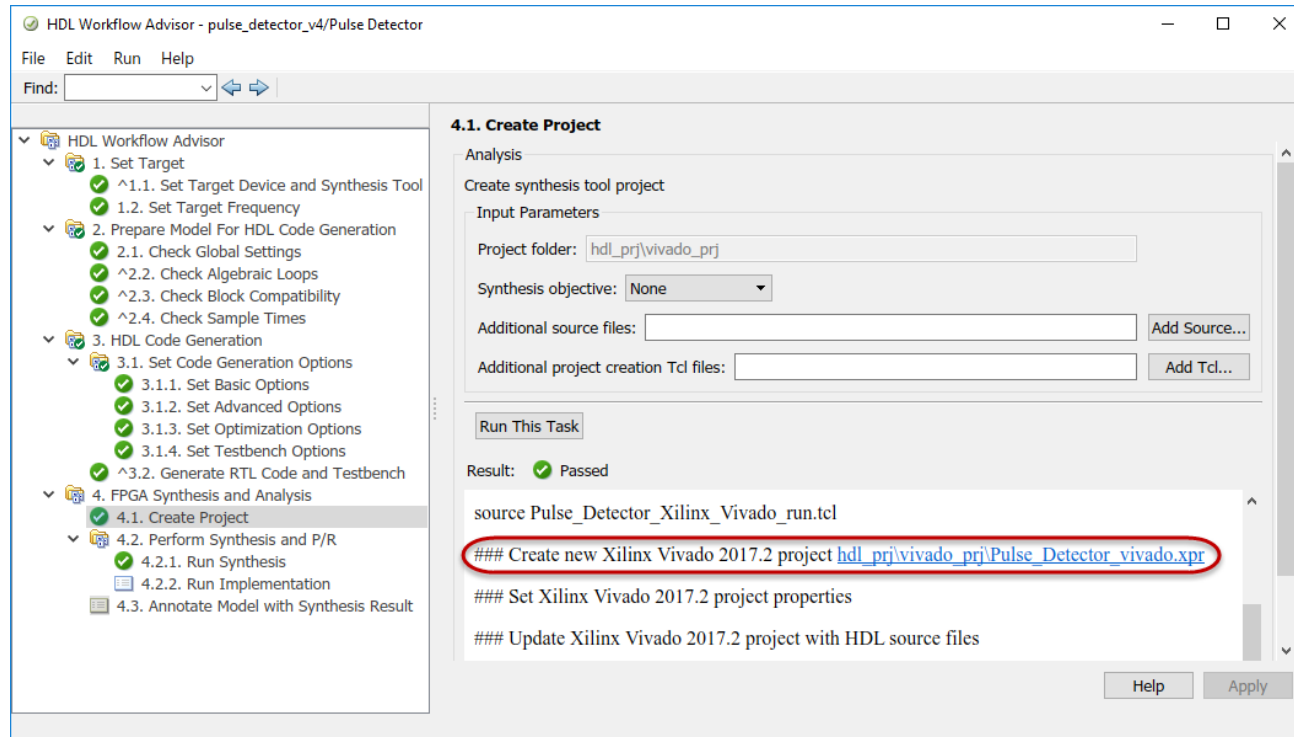 HDL Workflow Advisor - pulse_detector_v4/Pulse Detector
File Edit Run Help
Find:
HDL Workflow Advisor
1. Set Target
^1.1. Set Target Device and Synthesis Tool
1.2. Set Target Frequency
2. Prepare Model For HDL Code Generation
2.1. Check Global Settings
^2.2. Check Algebraic Loops
^2.3. Check Block Compatibility
^2.4. Check Sample Times
3. HDL Code Generation
3.1. Set Code Generation Options
3.1.1. Set Basic Options
3.1.2. Set Advanced Options
3.1.3. Set Optimization Options
3.1.4. Set Testbench Options
^3.2. Generate RTL Code and Testbench
4. FPGA Synthesis and Analysis
4.1. Create Project
4.2. Perform Synthesis and P/R
4.2.1. Run Synthesis
4.2.2. Run Implementation
4.3. Annotate Model with Synthesis Result
4.1. Create Project
Analysis
Create synthesis tool project
Input Parameters
Project folder: hdl_prj\vivado_prj
Synthesis objective: None
Additional source files: Add Source...
Additional project creation Tcl files: Add Tcl...
Run This Task
Result: Passed
source Pulse_Detector_Xilinx_Vivado_run.tcl
### Create new Xilinx Vivado 2017.2 project hdl_prj\vivado_prj\Pulse_Detector_vivado.xpr
### Set Xilinx Vivado 2017.2 project properties
### Update Xilinx Vivado 2017.2 project with HDL source files
Help Apply